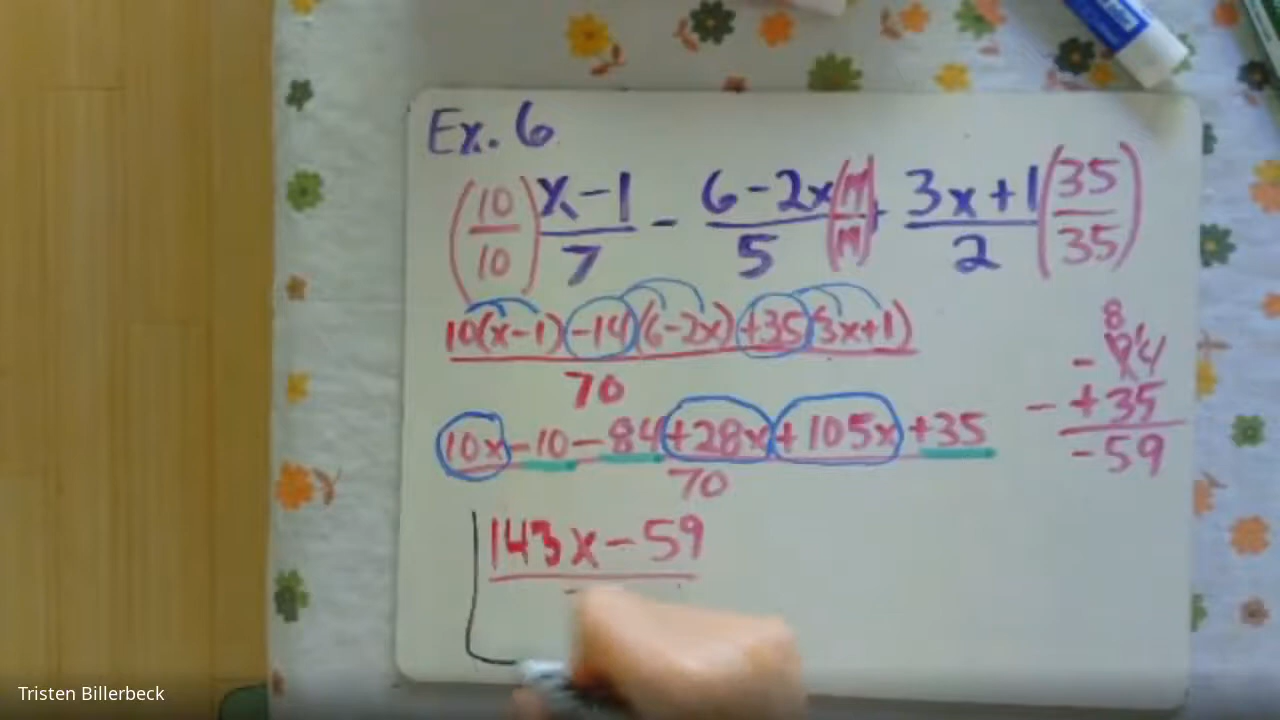 Ex. 6
(10/10) x-1/7 - 6-2x/5 (14/14) + 3x+1/2 (35/35)
10(x-1) -14(6-2x) +35(3x+1)
70
10x-10-84+28x+105x+35
70
143x-59
8
- 94
- +35
-59
Tristen Billerbeck